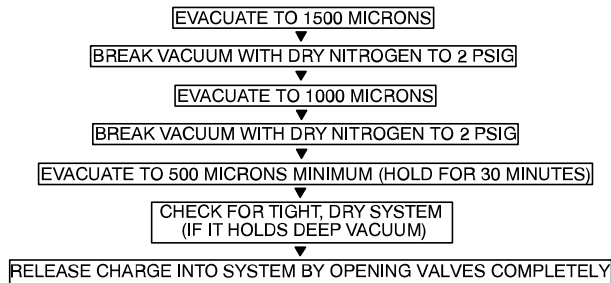 EVACUATE TO 1500 MICRONS
BREAK VACUUM WITH DRY NITROGEN TO 2 PSIG
EVACUATE TO 1000 MICRONS
BREAK VACUUM WITH DRY NITROGEN TO 2 PSIG
EVACUATE TO 500 MICRONS MINIMUM (HOLD FOR 30 MINUTES)
CHECK FOR TIGHT, DRY SYSTEM
(IF IT HOLDS DEEP VACUUM)
RELEASE CHARGE INTO SYSTEM BY OPENING VALVES COMPLETELY